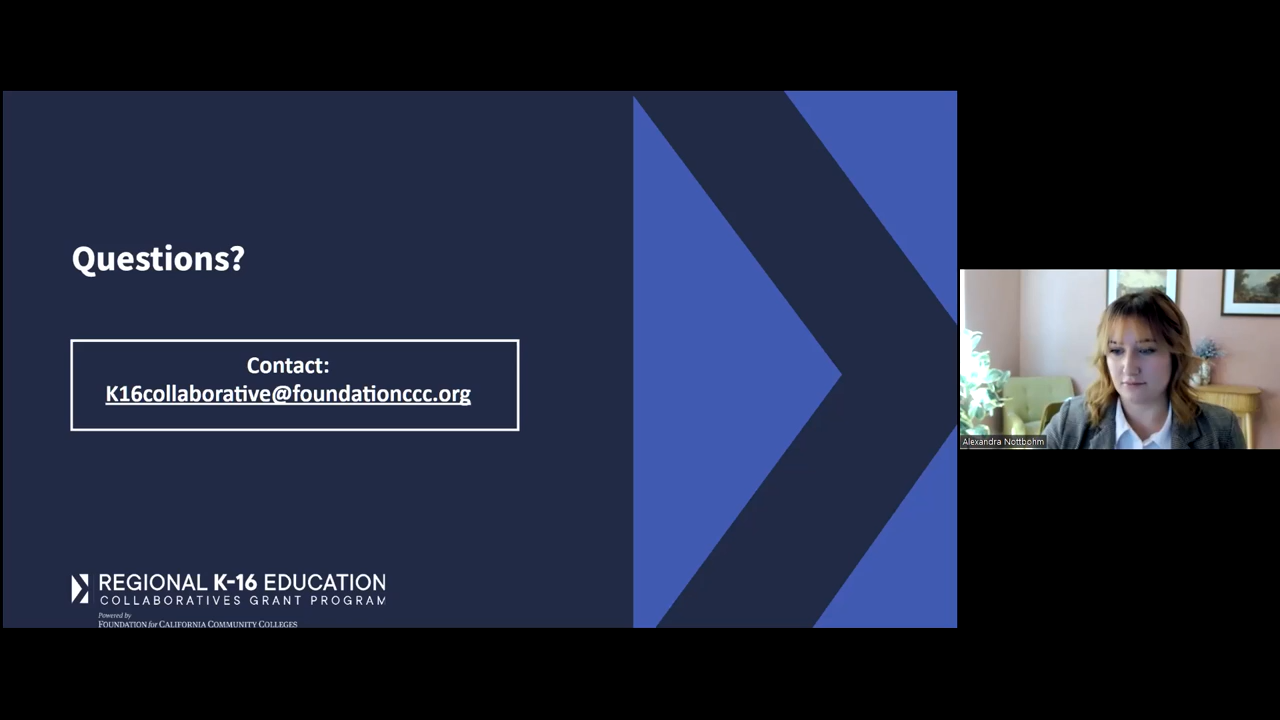 Questions?
Contact:
K16collaborative@foundationccc.org
REGIONAL K-16 EDUCATION
COLLABORATIVES GRANT PROGRAM
Powered by
FOUNDATION for CALIFORNIA COMMUNITY COLLEGES
Alexandra Nottbohm